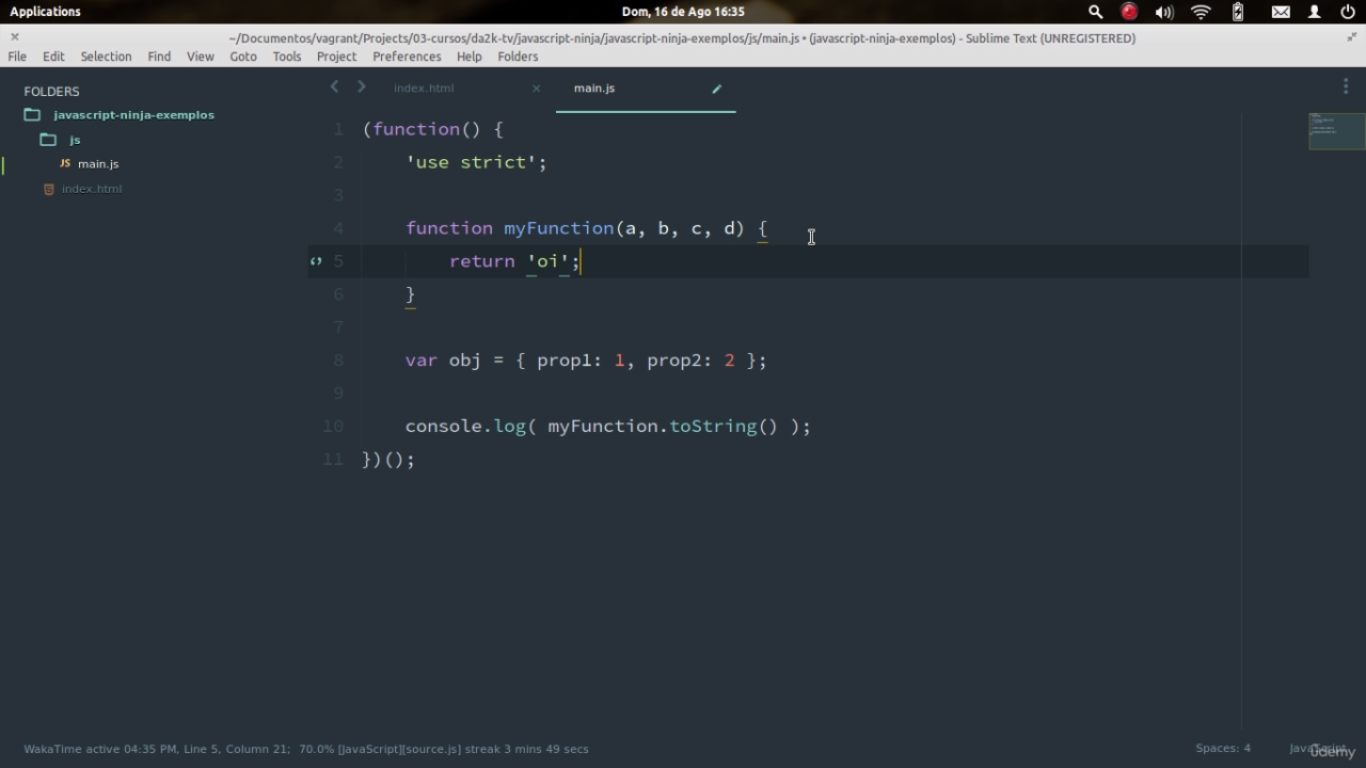 Applications
Dom, 16 de Ago 16:35
~/Documentos/vagrant/Projects/03-cursos/da2k-tv/javascript-ninja/javascript-ninja-exemplos/js/main.js • (javascript-ninja-exemplos) - Sublime Text (UNREGISTERED)
File Edit Selection Find View Goto Tools Project Preferences Help Folders
FOLDERS
javascript-ninja-exemplos
js
JS main.js
index.html
index.html
main.js
1 (function() {
2     'use strict';
3
4     function myFunction(a, b, c, d) {
5         return 'oi';
6     }
7
8     var obj = { prop1: 1, prop2: 2 };
9
10     console.log( myFunction.toString() );
11 })();
WakaTime active 04:35 PM, Line 5, Column 21; 70.0% [JavaScript][source.js] streak 3 mins 49 secs
Spaces: 4
JavaScript
udemy